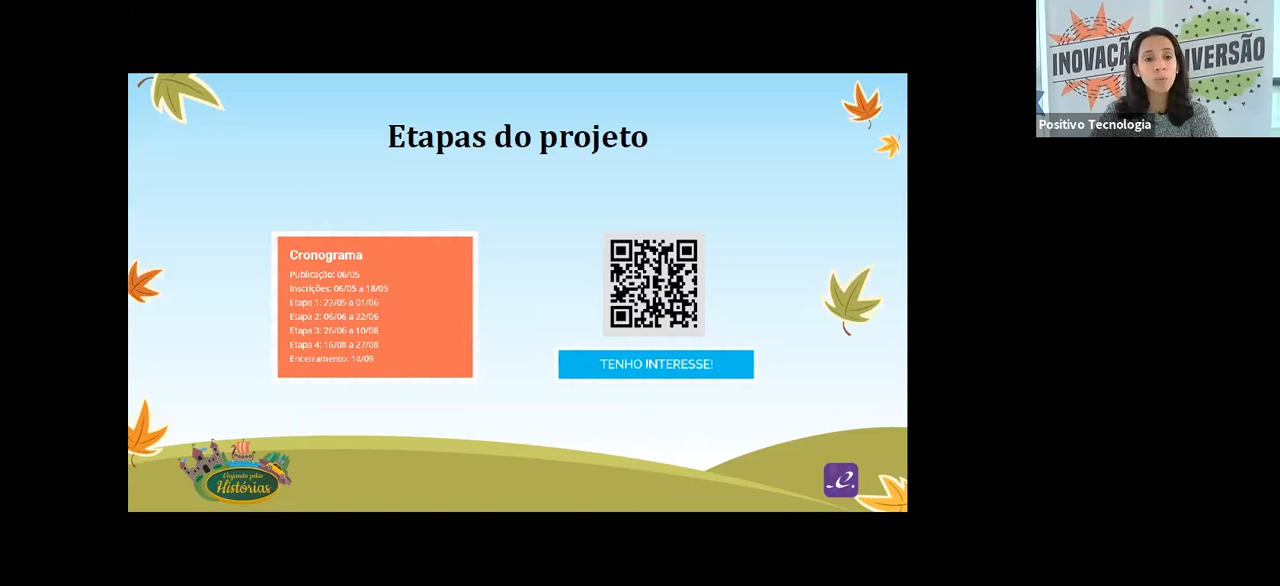 Etapas do projeto
Cronograma
Publicação: 06/05
Inscrições: 06/05 a 18/05
Etapa 1: 22/05 a 01/06
Etapa 2: 06/06 a 22/06
Etapa 3: 26/06 a 10/08
Etapa 4: 16/08 a 27/08
Encerramento: 14/09
TENHO INTERESSE!
Viajando pelas
Histórias
e
INOVAÇÃ
VERSÃO
Positivo Tecnologia